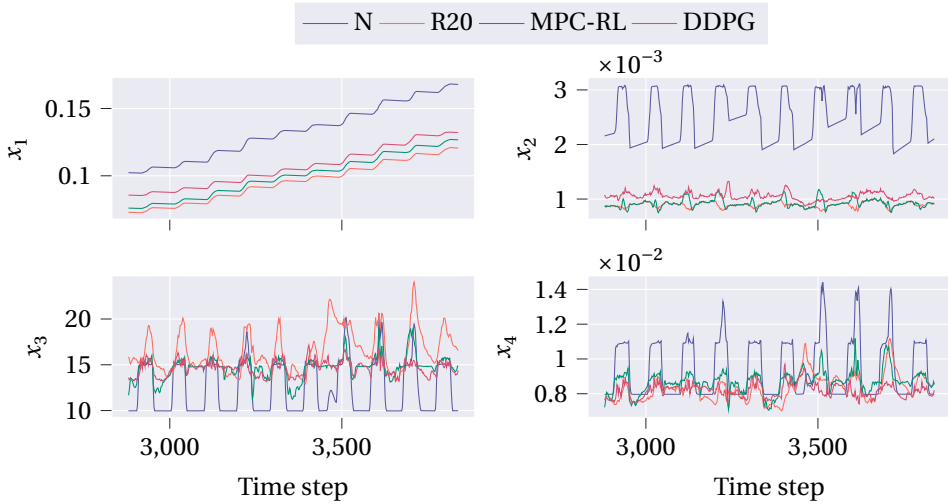 N R20 MPC-RL DDPG
0.15
0.1
x1
×10−3
3
2
1
x2
20
15
10
x3
3,000 3,500
Time step
×10−2
1.4
1.2
1
0.8
x4
3,000 3,500
Time step